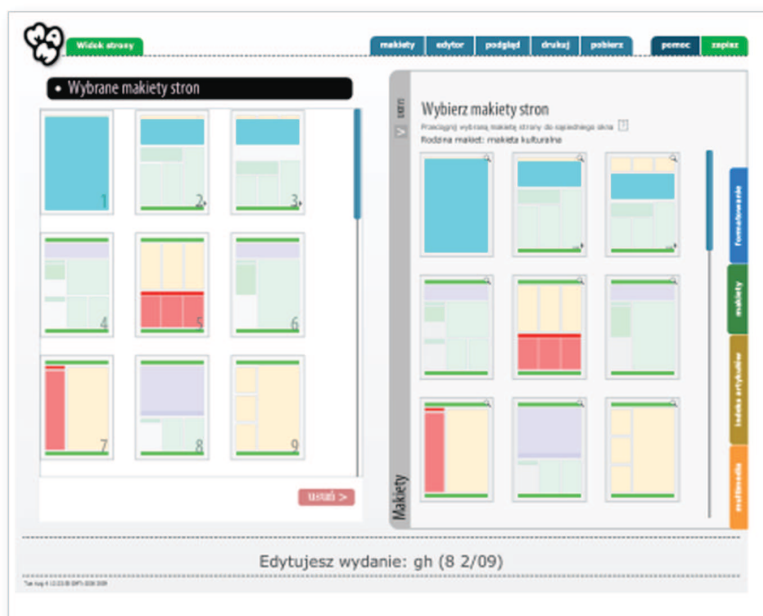 Widok strony
makiety edytor podgląd drukuj pobierz pomoc zapisz
• Wybrane makiety stron
1
2
3
4
5
6
7
8
9
usuń >
Makiety
Wybierz makiety stron
Przeciągnij wybraną makietę strony do sąsiedniego okna ?
Rodzina makiet: makieta kulturalna
formatowanie
makiety
indeks artykułów
multimedia
Edytujesz wydanie: gh (8 2/09)